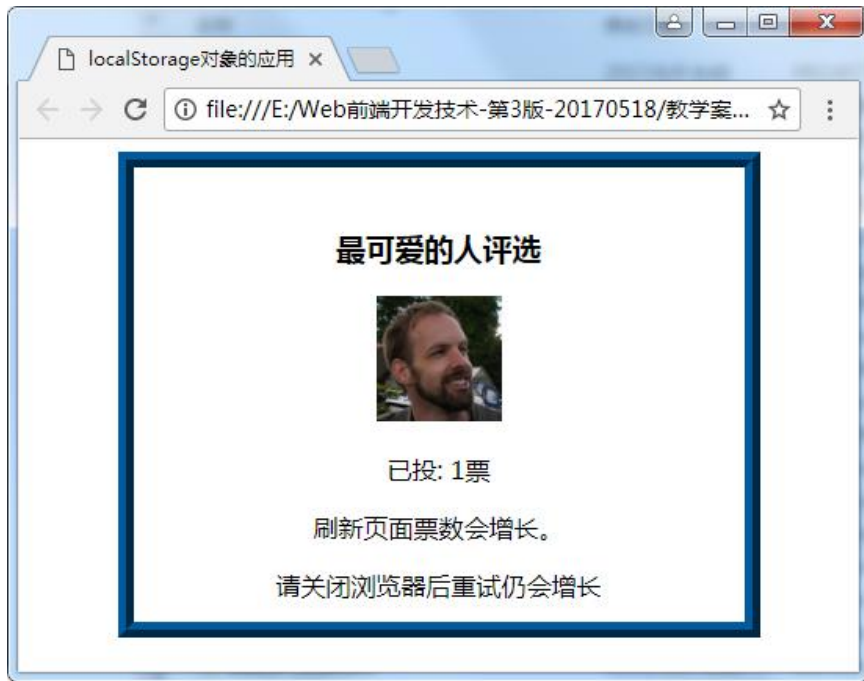 localStorage对象的应用
file:///E:/Web前端开发技术-第3版-20170518/教学案...
最可爱的人评选
已投: 1票
刷新页面票数会增长。
请关闭浏览器后重试仍会增长